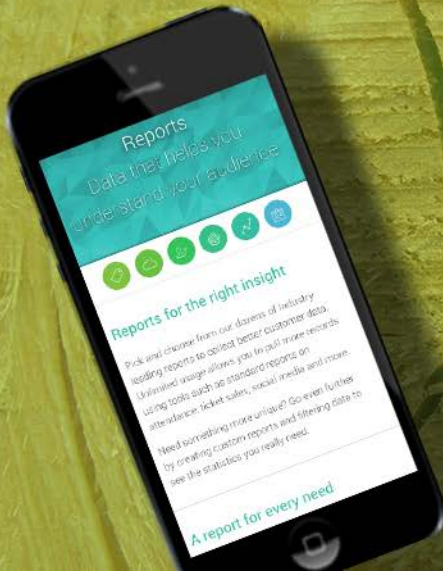 Reports
Data that helps you
understand your audience
Reports for the right insight
Pick and choose from our dozens of industry
leading reports to collect better customer data.
Unlimited usage allows you to pull more records
using tools such as standard reports on
attendance, ticket sales, social media and more.
Need something more unique? Go even further
by creating custom reports and filtering data to
see the statistics you really need.
A report for every need